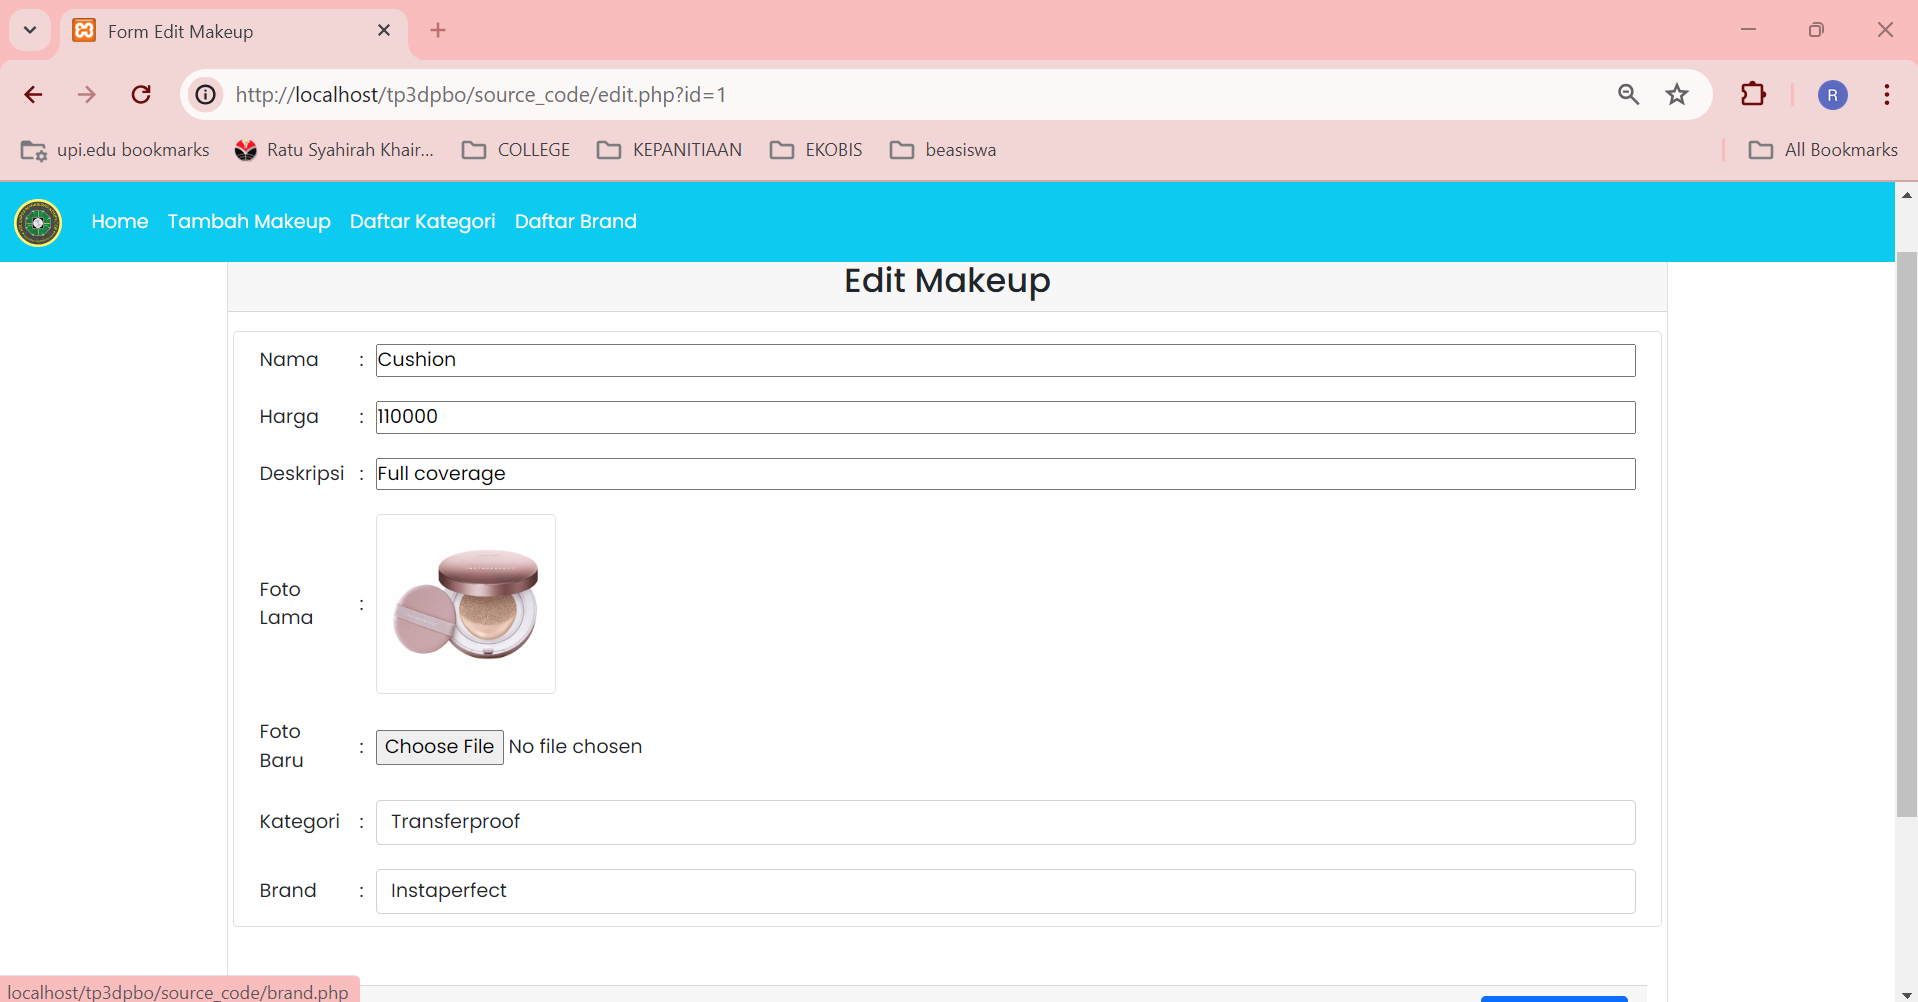 Form Edit Makeup
http://localhost/tp3dpbo/source_code/edit.php?id=1
R
upi.edu bookmarks
Ratu Syahirah Khair...
COLLEGE
KEPANITIAAN
EKOBIS
beasiswa
All Bookmarks
Home Tambah Makeup Daftar Kategori Daftar Brand
Edit Makeup
Nama : Cushion
Harga : 110000
Deskripsi : Full coverage
Foto
Lama :
Foto
Baru : Choose File No file chosen
Kategori : Transferproof
Brand : Instaperfect
localhost/tp3dpbo/source_code/brand.php